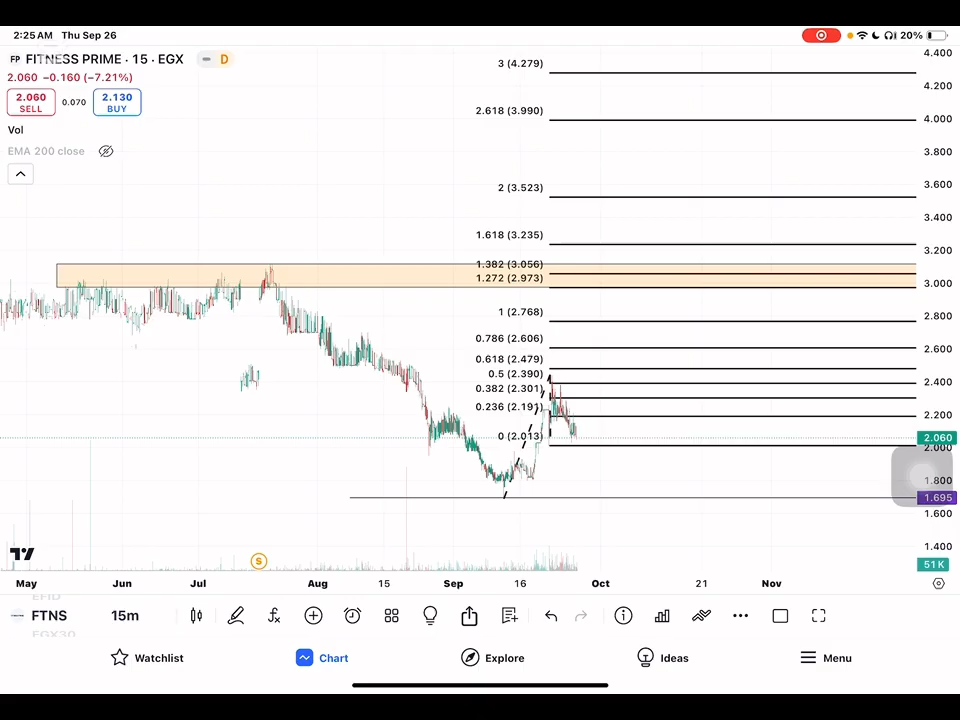 2:25 AM Thu Sep 26
20%
FP FITNESS PRIME · 15 · EGX
D
2.060 −0.160 (−7.21%)
2.060
SELL
0.070
2.130
BUY
Vol
EMA 200 close
3 (4.279)
2.618 (3.990)
2 (3.523)
1.618 (3.235)
1.382 (3.056)
1.272 (2.973)
1 (2.768)
0.786 (2.606)
0.618 (2.479)
0.5 (2.390)
0.382 (2.301)
0.236 (2.191)
0 (2.013)
4.400
4.200
4.000
3.800
3.600
3.400
3.200
3.000
2.800
2.600
2.400
2.200
2.060
2.000
1.800
1.695
1.600
1.400
51 K
S
May Jun Jul Aug 15 Sep 16 Oct 21 Nov
EFID
FTNS 15m
EGX30
Watchlist Chart Explore Ideas Menu